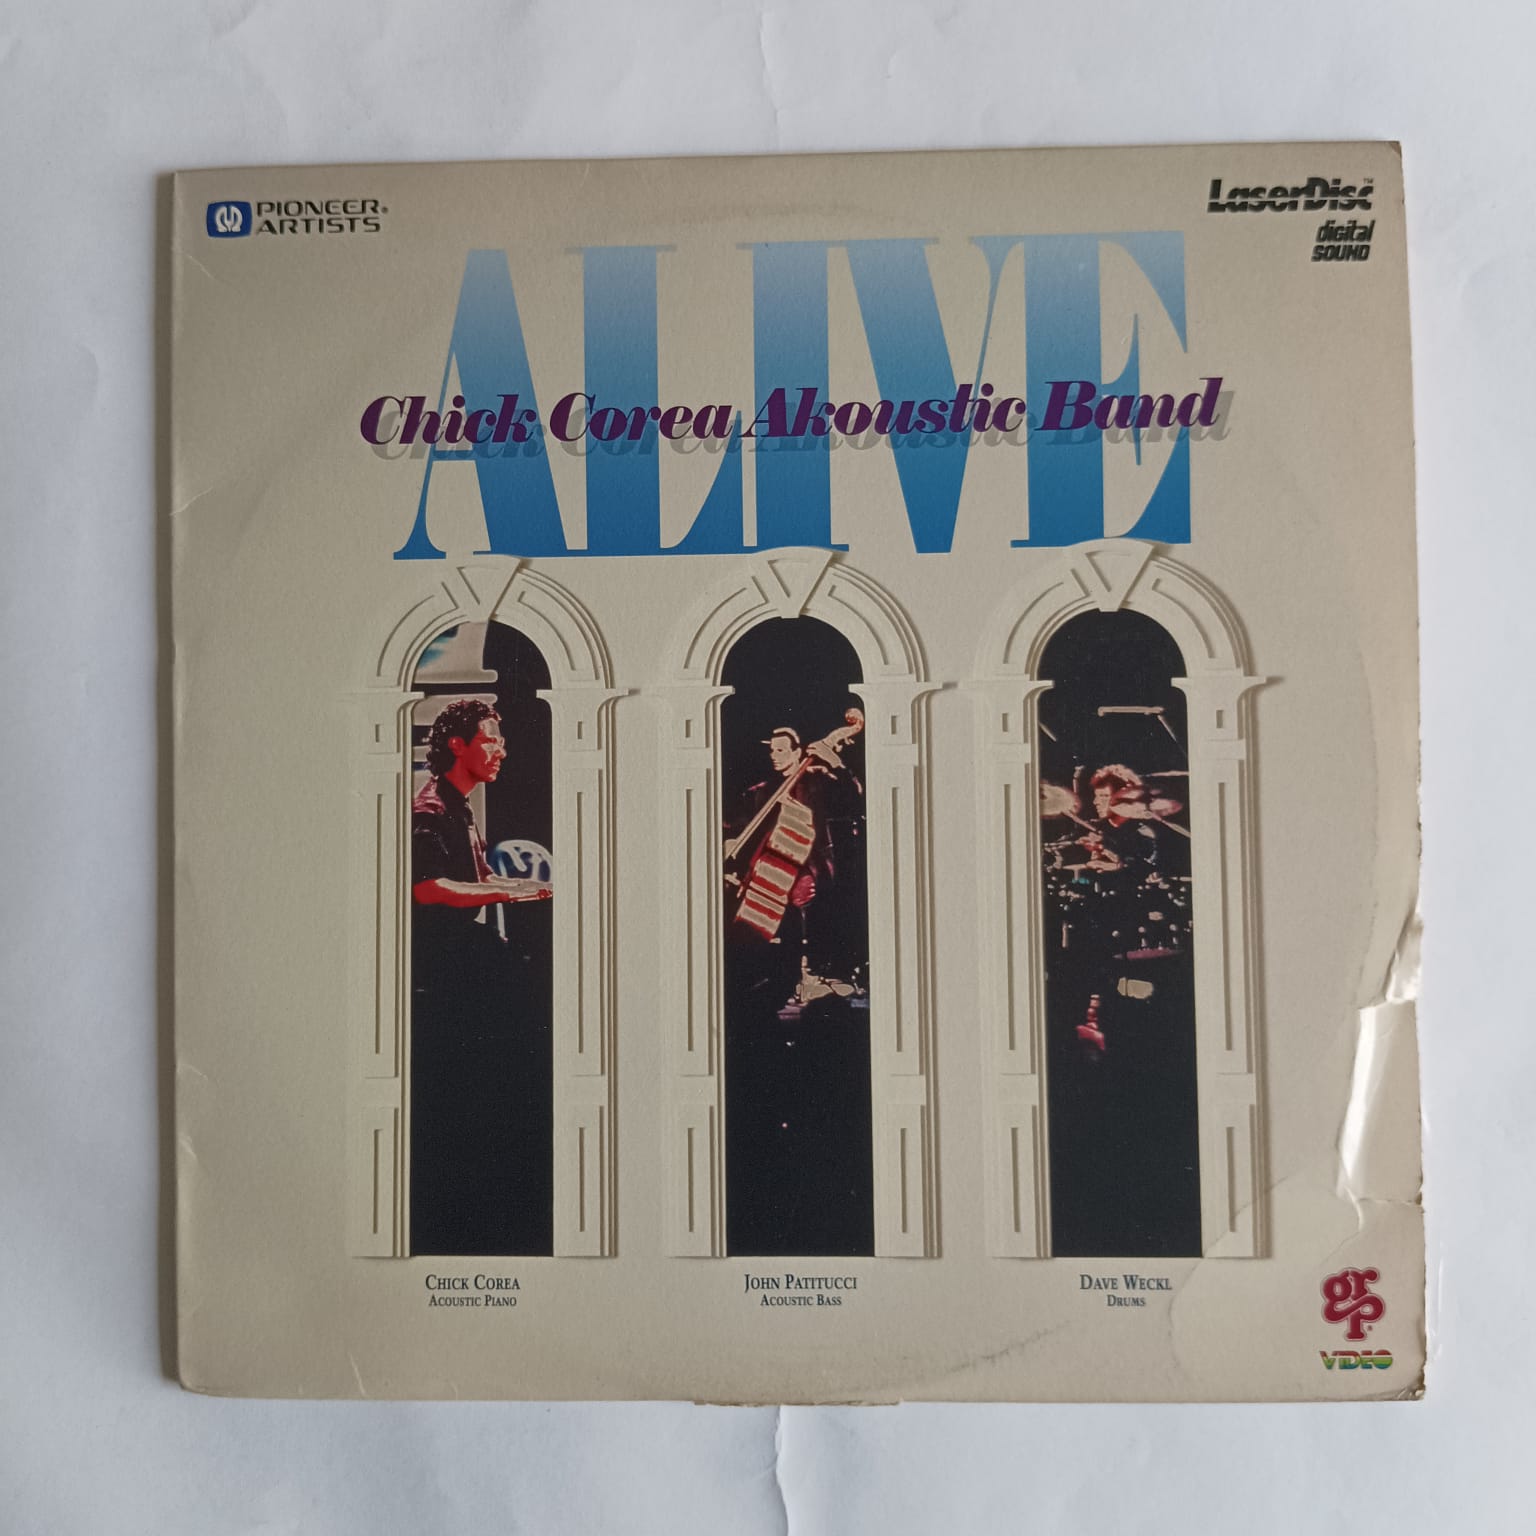 PIONEER®
ARTISTS
LaserDisc™
digital
SOUND
ALIVE
Chick Corea Akoustic Band
CHICK COREA
ACOUSTIC PIANO
JOHN PATITUCCI
ACOUSTIC BASS
DAVE WECKL
DRUMS
grp®
VIDEO